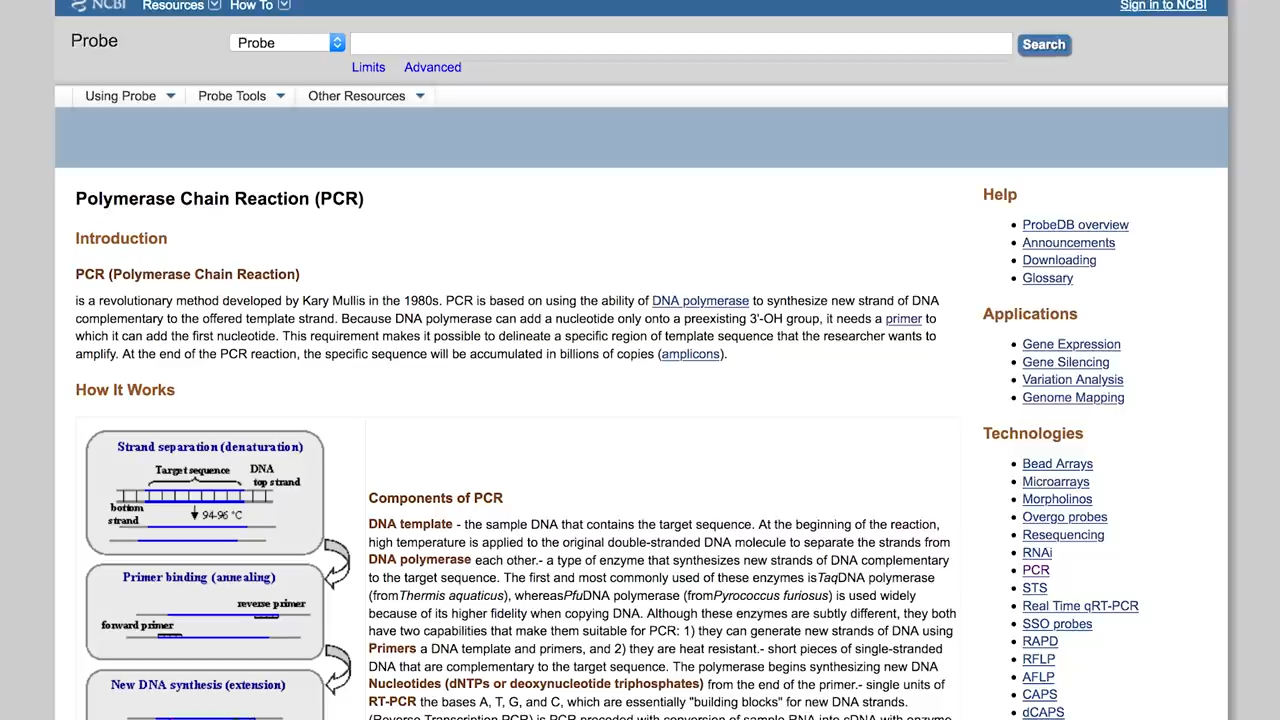 NCBI Resources How To Sign in to NCBI
Probe Probe Search
Limits Advanced
Using Probe Probe Tools Other Resources
Polymerase Chain Reaction (PCR)
Introduction
PCR (Polymerase Chain Reaction)
is a revolutionary method developed by Kary Mullis in the 1980s. PCR is based on using the ability of DNA polymerase to synthesize new strand of DNA
complementary to the offered template strand. Because DNA polymerase can add a nucleotide only onto a preexisting 3'-OH group, it needs a primer to
which it can add the first nucleotide. This requirement makes it possible to delineate a specific region of template sequence that the researcher wants to
amplify. At the end of the PCR reaction, the specific sequence will be accumulated in billions of copies (amplicons).
How It Works
Strand separation (denaturation)
Target sequence DNA
top strand
bottom
strand
94-96 °C
Primer binding (annealing)
reverse primer
forward primer
New DNA synthesis (extension)
Components of PCR
DNA template - the sample DNA that contains the target sequence. At the beginning of the reaction,
high temperature is applied to the original double-stranded DNA molecule to separate the strands from
DNA polymerase each other.- a type of enzyme that synthesizes new strands of DNA complementary
to the target sequence. The first and most commonly used of these enzymes isTaqDNA polymerase
(fromThermis aquaticus), whereasPfuDNA polymerase (fromPyrococcus furiosus) is used widely
because of its higher fidelity when copying DNA. Although these enzymes are subtly different, they both
have two capabilities that make them suitable for PCR: 1) they can generate new strands of DNA using
Primers a DNA template and primers, and 2) they are heat resistant.- short pieces of single-stranded
DNA that are complementary to the target sequence. The polymerase begins synthesizing new DNA
Nucleotides (dNTPs or deoxynucleotide triphosphates) from the end of the primer.- single units of
RT-PCR the bases A, T, G, and C, which are essentially "building blocks" for new DNA strands.
(Reverse Transcription PCR) is PCR preceded with conversion of sample RNA into cDNA with enzyme
Help
ProbeDB overview
Announcements
Downloading
Glossary
Applications
Gene Expression
Gene Silencing
Variation Analysis
Genome Mapping
Technologies
Bead Arrays
Microarrays
Morpholinos
Overgo probes
Resequencing
RNAi
PCR
STS
Real Time qRT-PCR
SSO probes
RAPD
RFLP
AFLP
CAPS
dCAPS